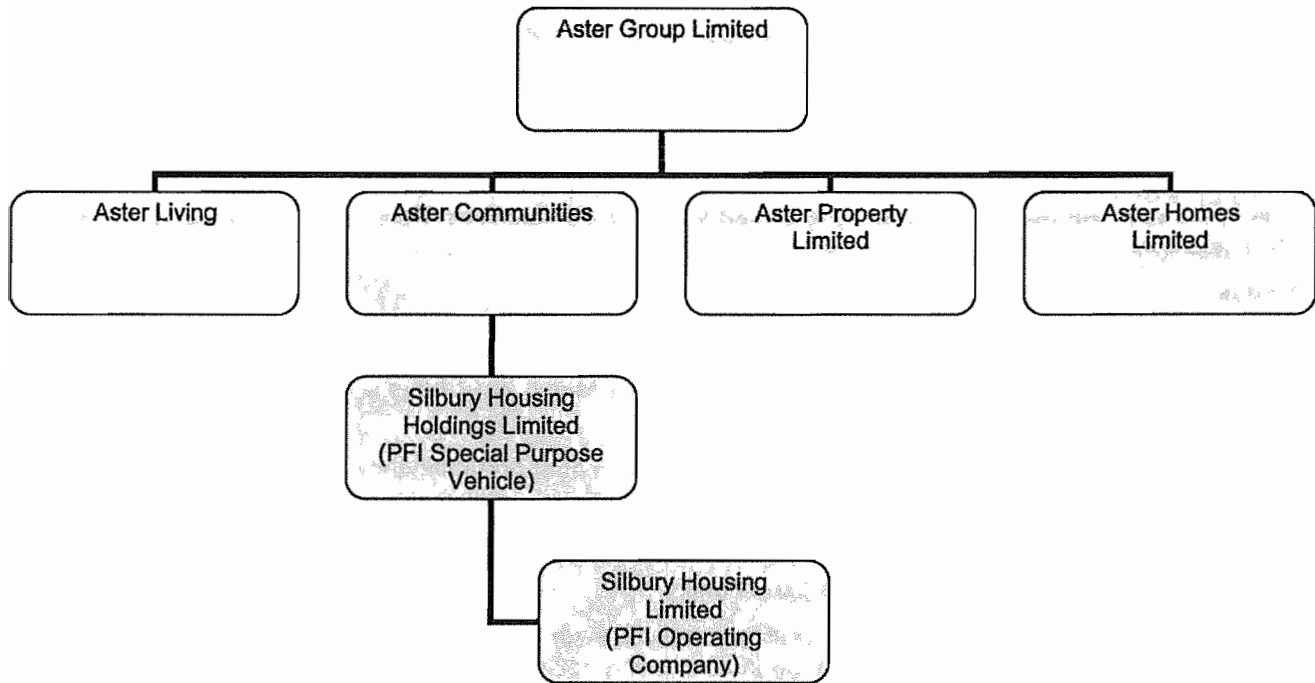 Aster Group Limited
Aster Living
Aster Communities
Aster Property
Limited
Aster Homes
Limited
Silbury Housing
Holdings Limited
(PFI Special Purpose
Vehicle)
Silbury Housing
Limited
(PFI Operating
Company)